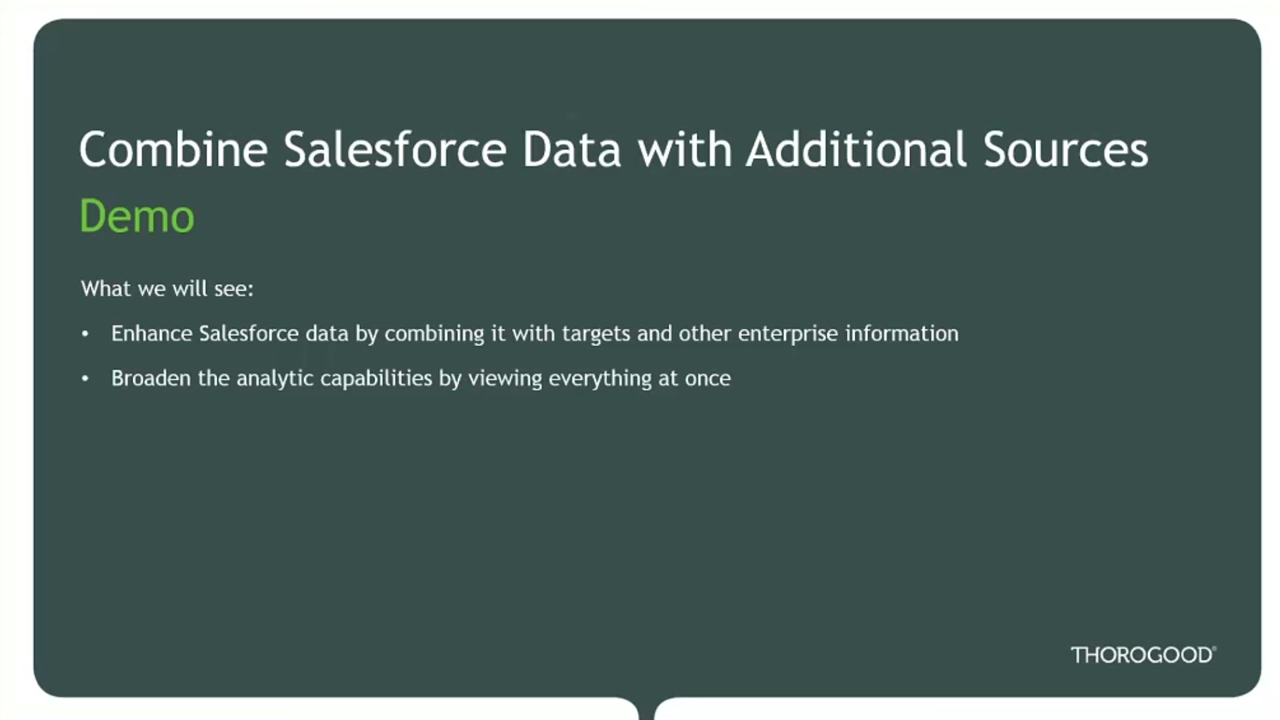 Combine Salesforce Data with Additional Sources
Demo
What we will see:
• Enhance Salesforce data by combining it with targets and other enterprise information
• Broaden the analytic capabilities by viewing everything at once
THOROGOOD®